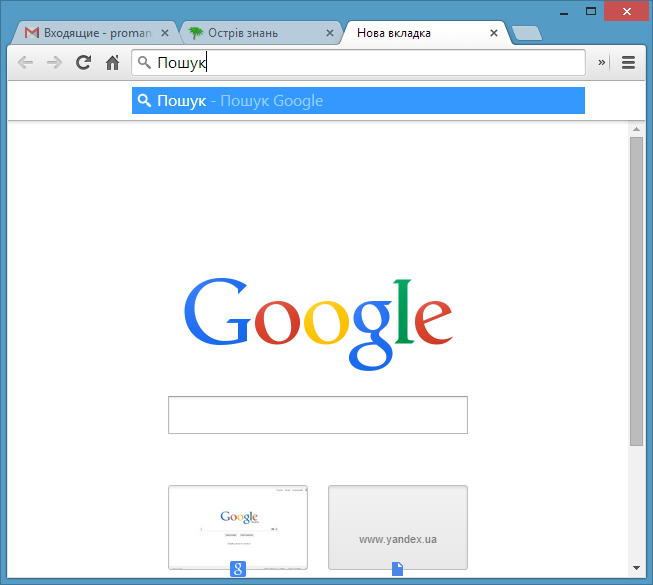 Входящие - proman
Острів знань
Нова вкладка
Пошук
»
Пошук - Пошук Google
Google
Google
www.yandex.ua
g